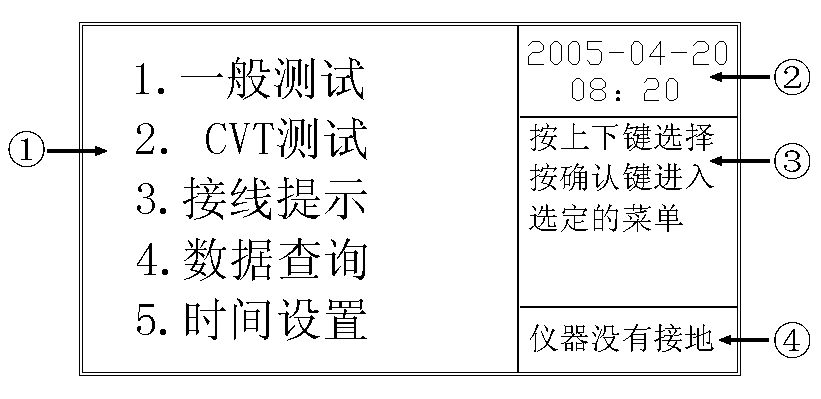 ①
1.一般测试
2. CVT测试
3.接线提示
4.数据查询
5.时间设置
2005-04-20
08：20
②
按上下键选择
按确认键进入
选定的菜单
③
仪器没有接地
④